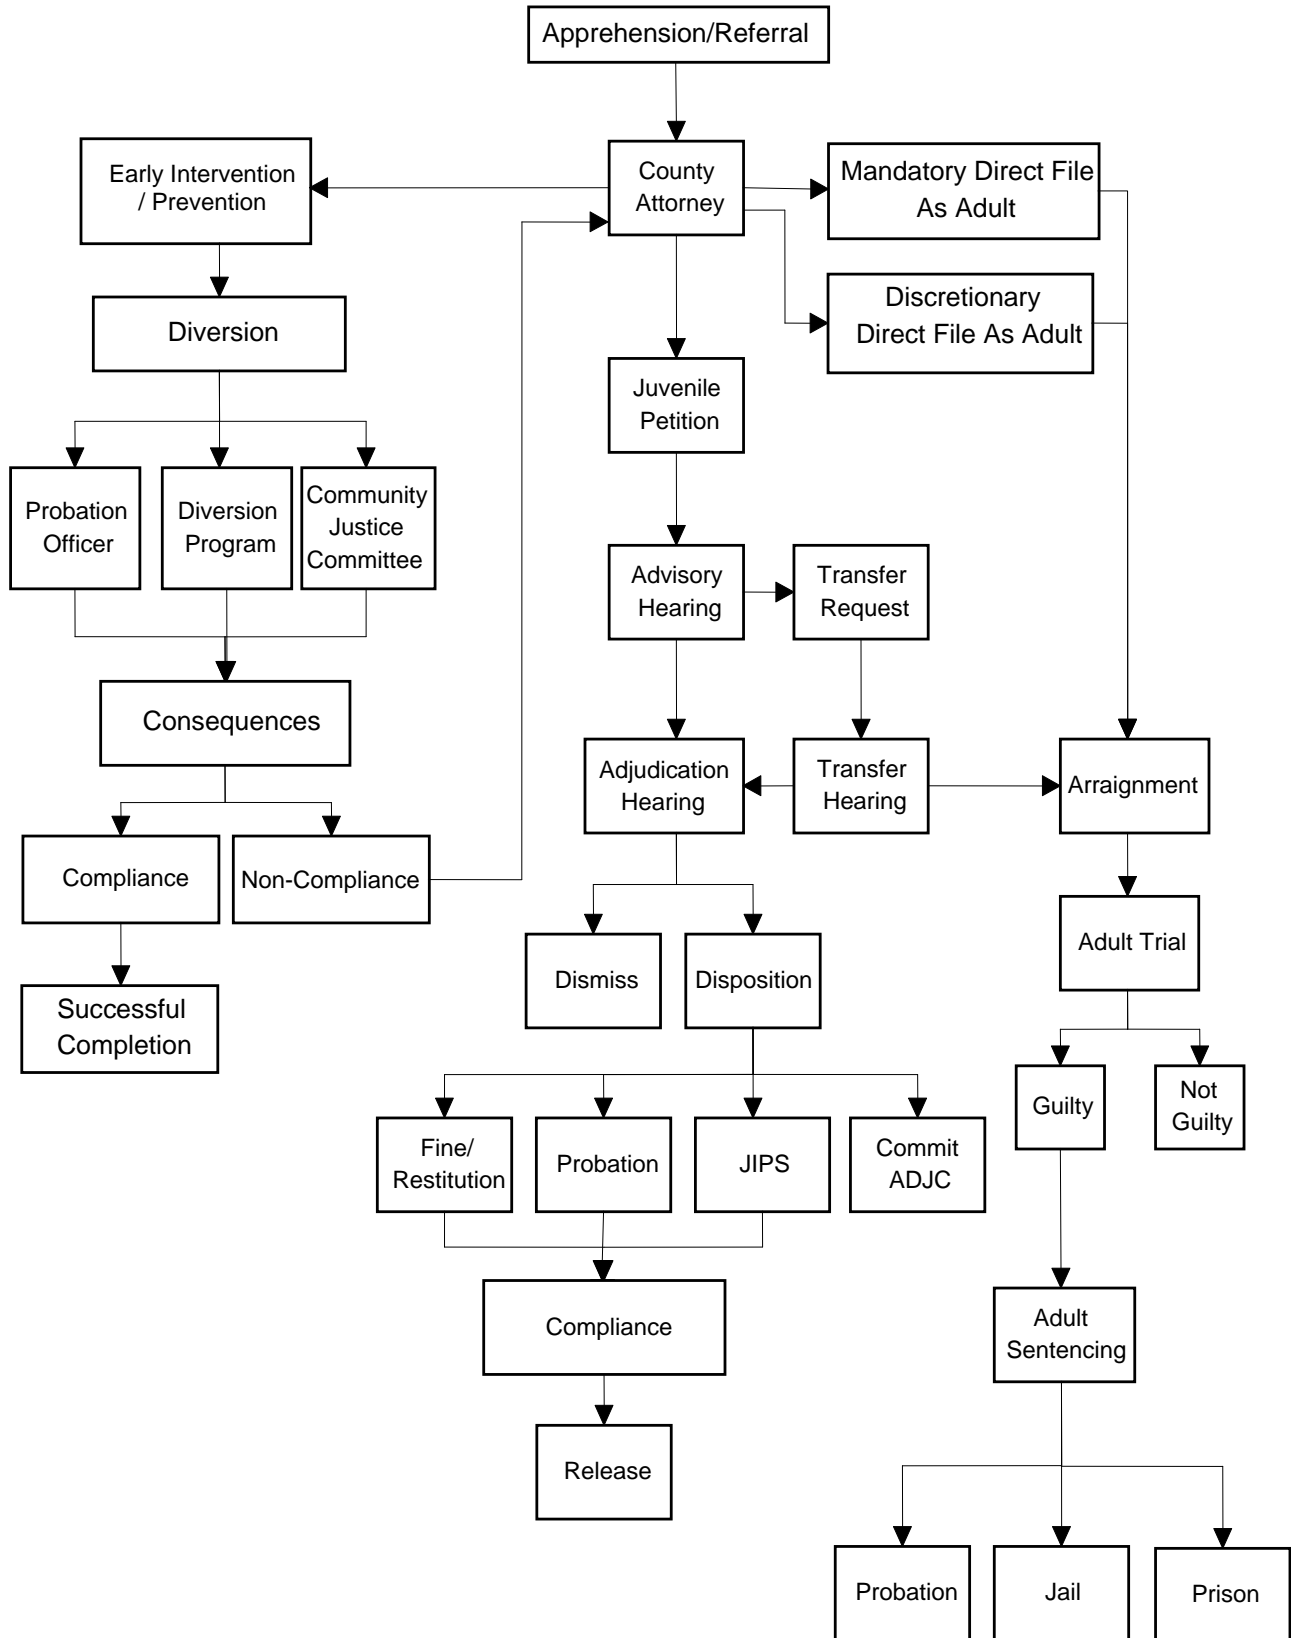 Apprehension/Referral
Early Intervention
/ Prevention
County
Attorney
Mandatory Direct File
As Adult
Discretionary
Direct File As Adult
Diversion
Juvenile
Petition
Probation
Officer
Diversion
Program
Community
Justice
Committee
Advisory
Hearing
Transfer
Request
Consequences
Adjudication
Hearing
Transfer
Hearing
Arraignment
Compliance
Non-Compliance
Adult Trial
Dismiss
Disposition
Successful
Completion
Guilty
Not
Guilty
Fine/
Restitution
Probation
JIPS
Commit
ADJC
Compliance
Adult
Sentencing
Release
Probation
Jail
Prison